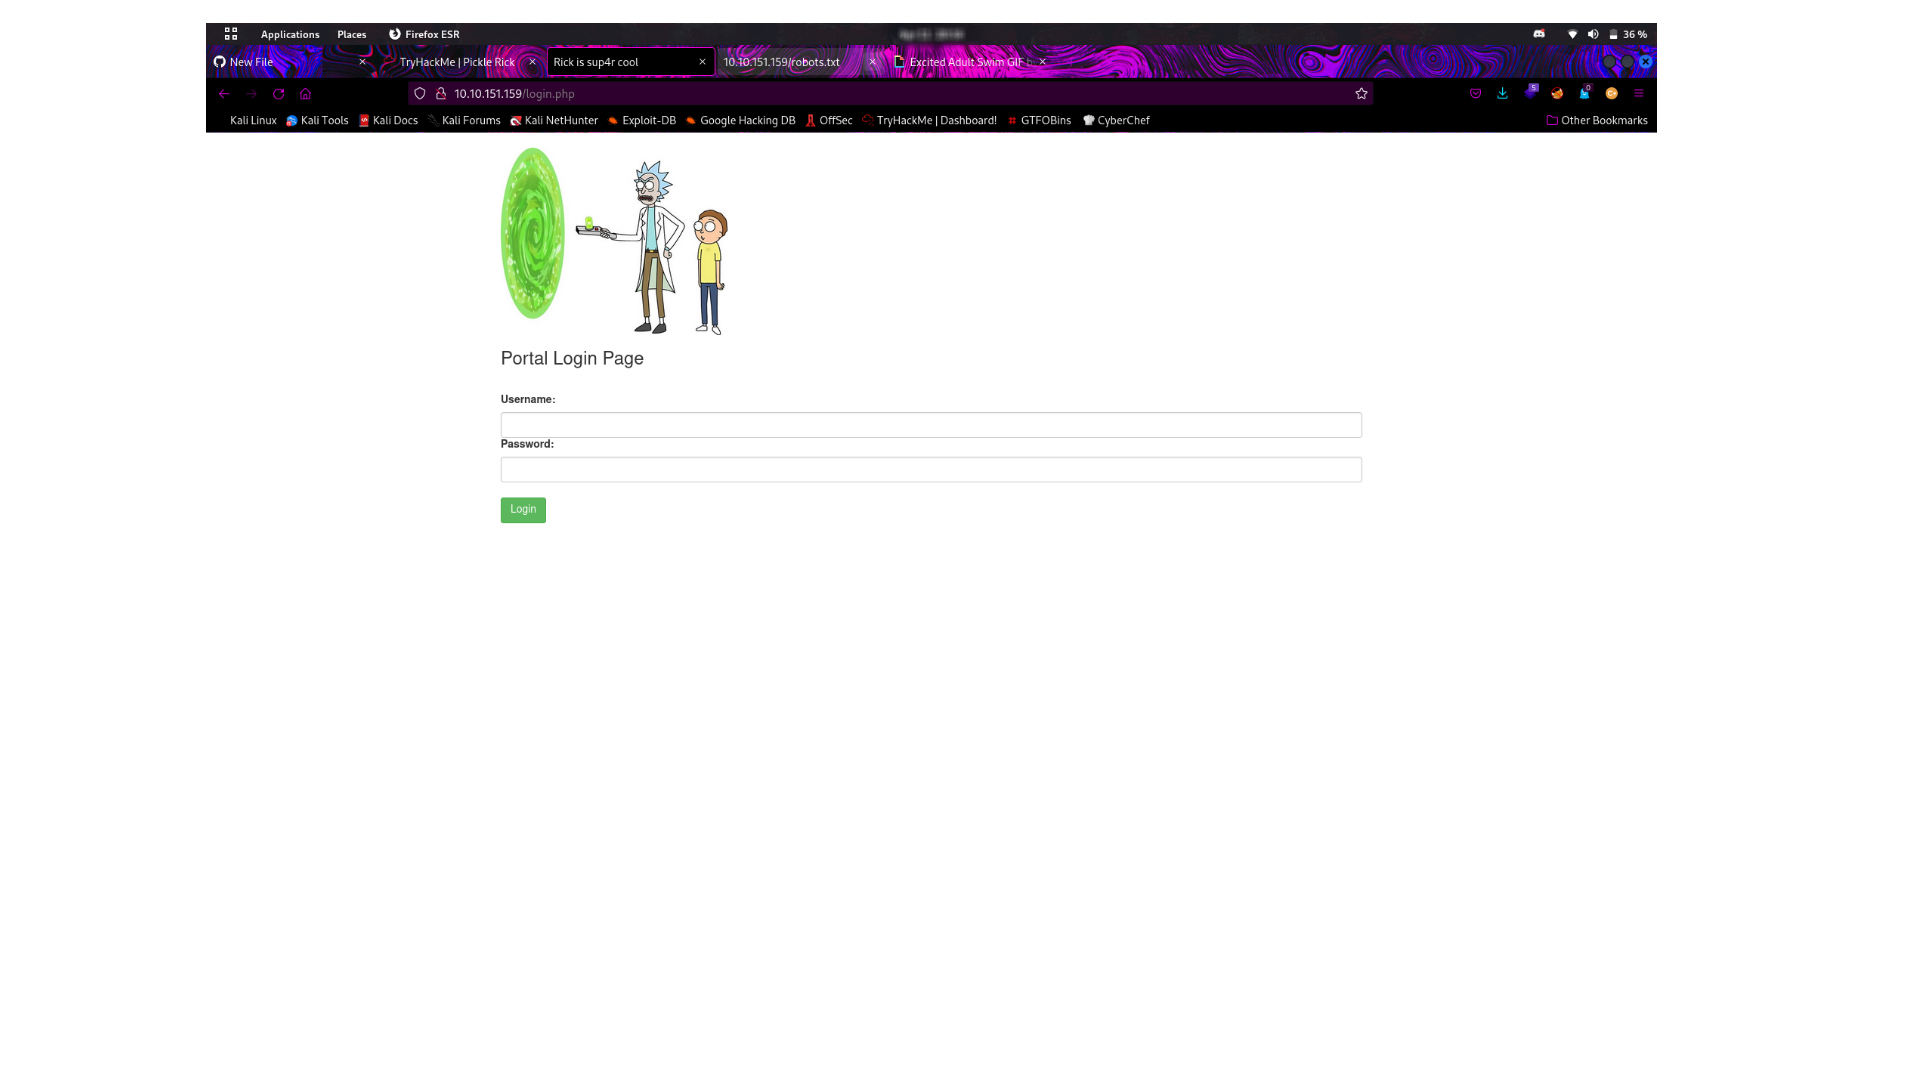 Applications Places Firefox ESR 36 %
New File × TryHackMe | Pickle Rick × Rick is sup4r cool × 10.10.151.159/robots.txt × Excited Adult Swim GIF b ×
10.10.151.159/login.php 5 0
Kali Linux Kali Tools Kali Docs Kali Forums Kali NetHunter Exploit-DB Google Hacking DB OffSec TryHackMe | Dashboard! GTFOBins CyberChef Other Bookmarks
Portal Login Page
Username:
Password:
Login